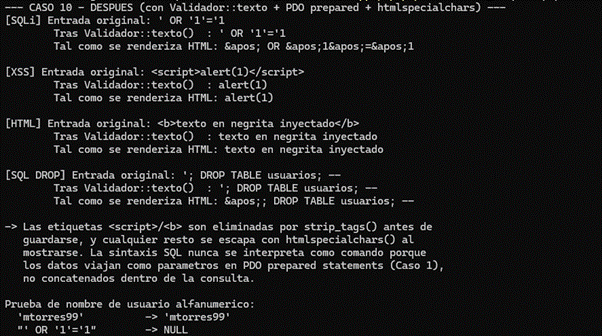 --- CASO 10 - DESPUES (con Validador::texto + PDO prepared + htmlspecialchars) ---
[SQLi] Entrada original: ' OR '1'='1
Tras Validador::texto() : ' OR '1'='1
Tal como se renderiza HTML: &apos; OR &apos;1&apos;=&apos;1
[XSS] Entrada original: <script>alert(1)</script>
Tras Validador::texto() : alert(1)
Tal como se renderiza HTML: alert(1)
[HTML] Entrada original: <b>texto en negrita inyectado</b>
Tras Validador::texto() : texto en negrita inyectado
Tal como se renderiza HTML: texto en negrita inyectado
[SQL DROP] Entrada original: '; DROP TABLE usuarios; --
Tras Validador::texto() : '; DROP TABLE usuarios; --
Tal como se renderiza HTML: &apos;; DROP TABLE usuarios; --
-> Las etiquetas <script>/<b> son eliminadas por strip_tags() antes de
guardarse, y cualquier resto se escapa con htmlspecialchars() al
mostrarse. La sintaxis SQL nunca se interpreta como comando porque
los datos viajan como parametros en PDO prepared statements (Caso 1),
no concatenados dentro de la consulta.
Prueba de nombre de usuario alfanumerico:
'mtorres99' -> 'mtorres99'
"' OR '1'='1" -> NULL